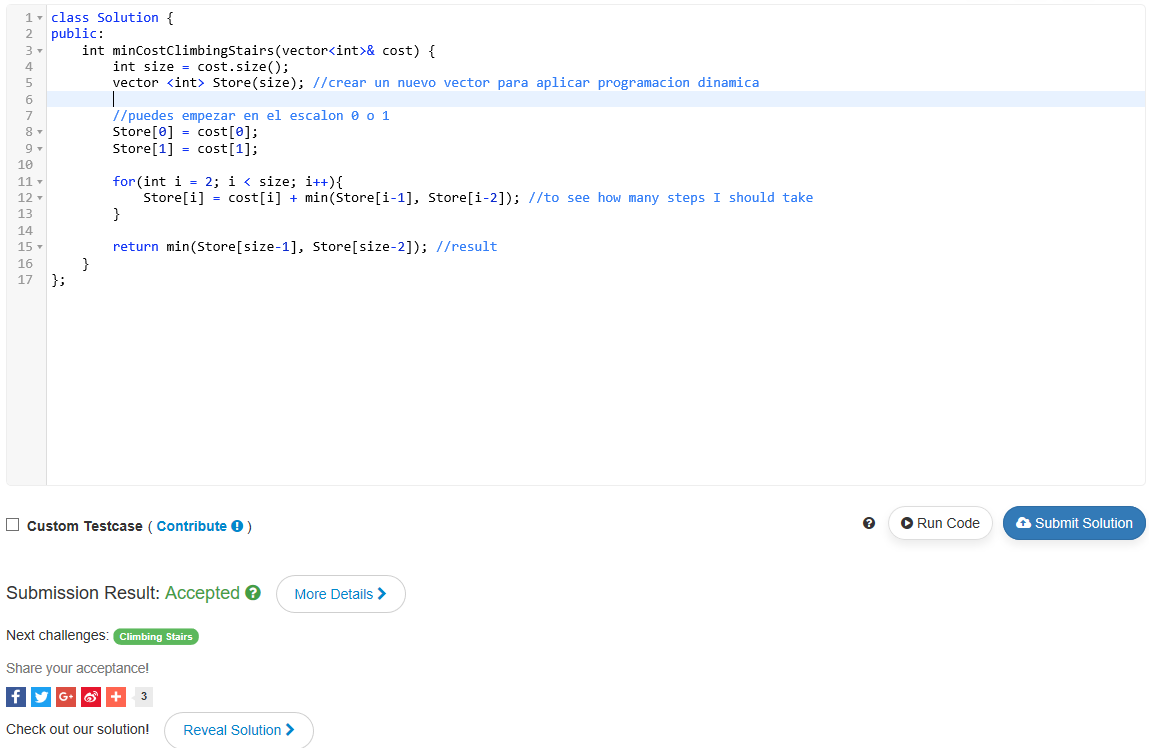 1 class Solution {
2 public:
3 int minCostClimbingStairs(vector<int>& cost) {
4 int size = cost.size();
5 vector <int> Store(size); //crear un nuevo vector para aplicar programacion dinamica
6
7 //puedes empezar en el escalon 0 o 1
8 Store[0] = cost[0];
9 Store[1] = cost[1];
10
11 for(int i = 2; i < size; i++){
12 Store[i] = cost[i] + min(Store[i-1], Store[i-2]); //to see how many steps I should take
13 }
14
15 return min(Store[size-1], Store[size-2]); //result
16 }
17 };
Custom Testcase ( Contribute ! )
? Run Code Submit Solution
Submission Result: Accepted ? More Details
Next challenges: Climbing Stairs
Share your acceptance!
f G+ + 3
Check out our solution! Reveal Solution